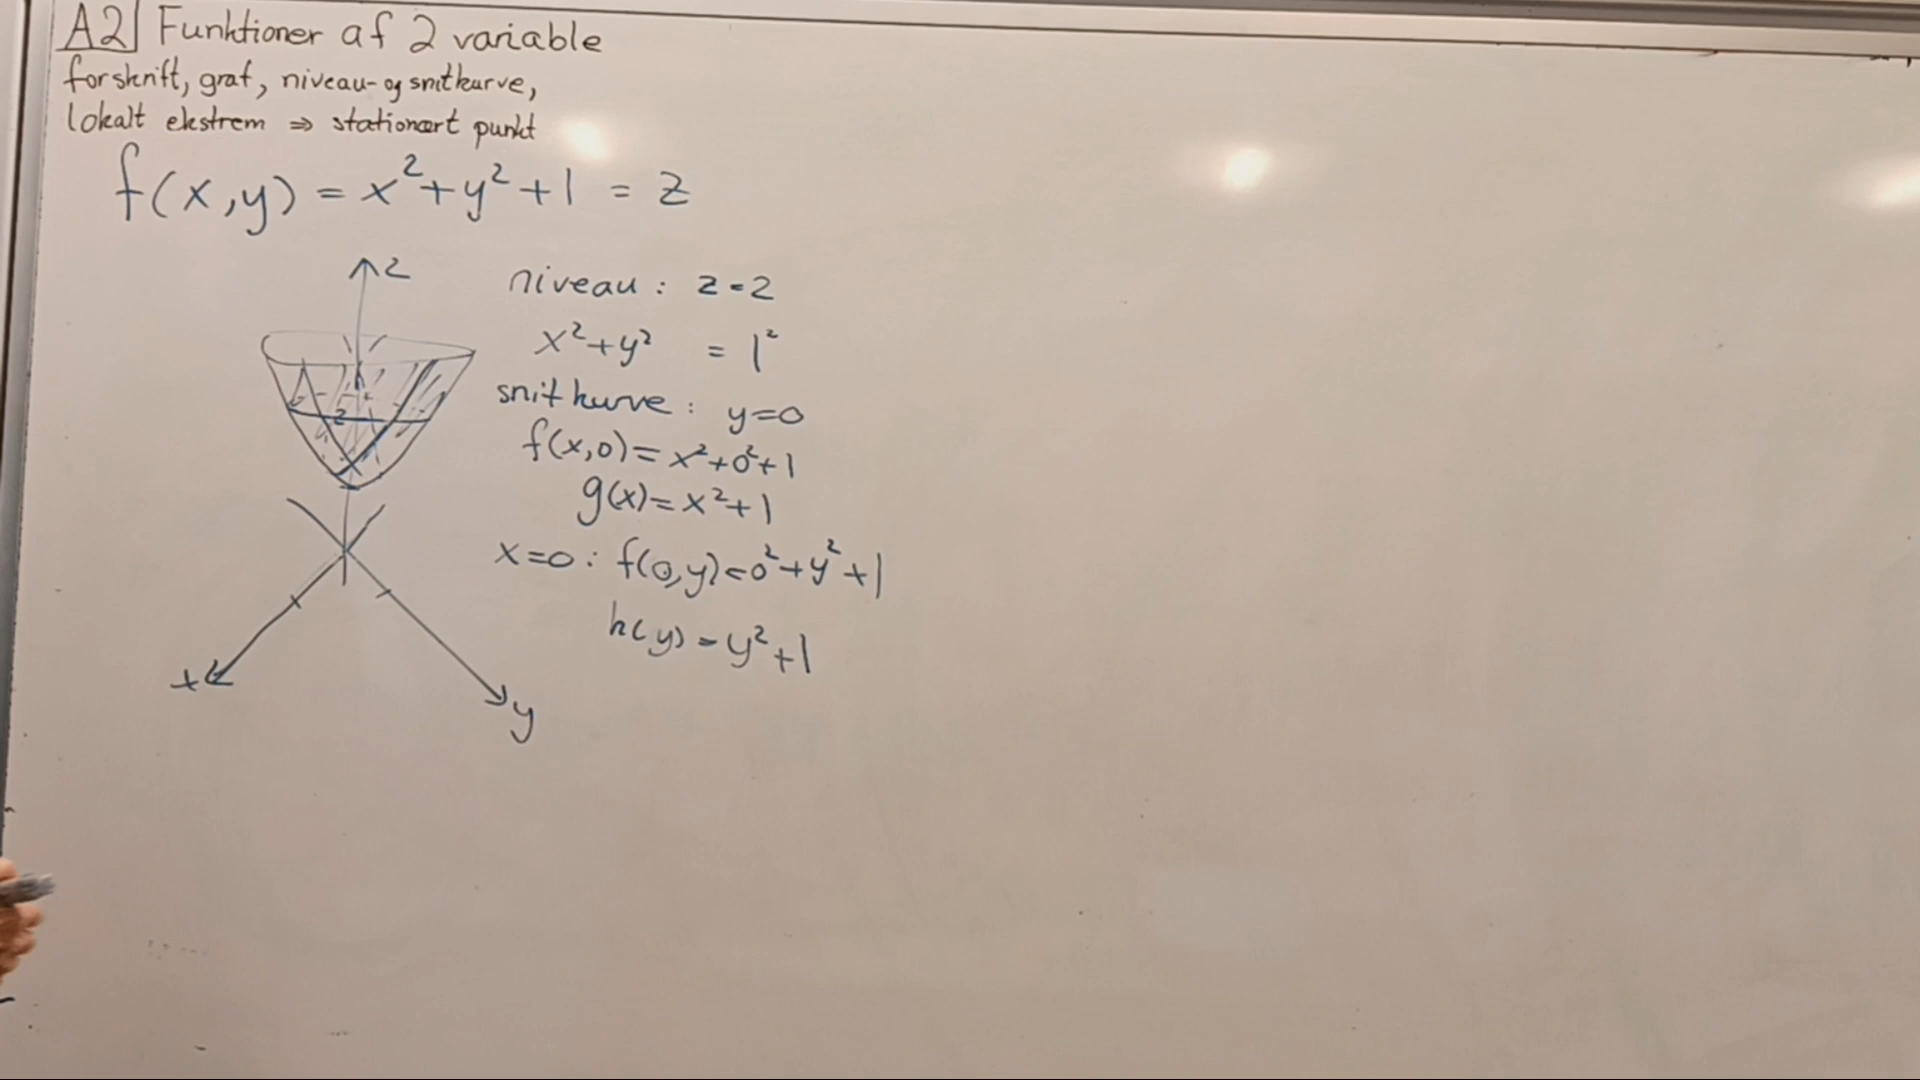 A2 Funktioner af 2 variable
forskrift, graf, niveau- og snitkurve,
lokalt ekstrem ⇒ stationært punkt
f(x,y) = x²+y²+1 = z
z
niveau: z=2
x²+y² = 1²
snitkurve: y=0
2
f(x,0)=x²+0²+1
g(x)=x²+1
x=0: f(0,y)=0²+y²+1
h(y)=y²+1
x
y